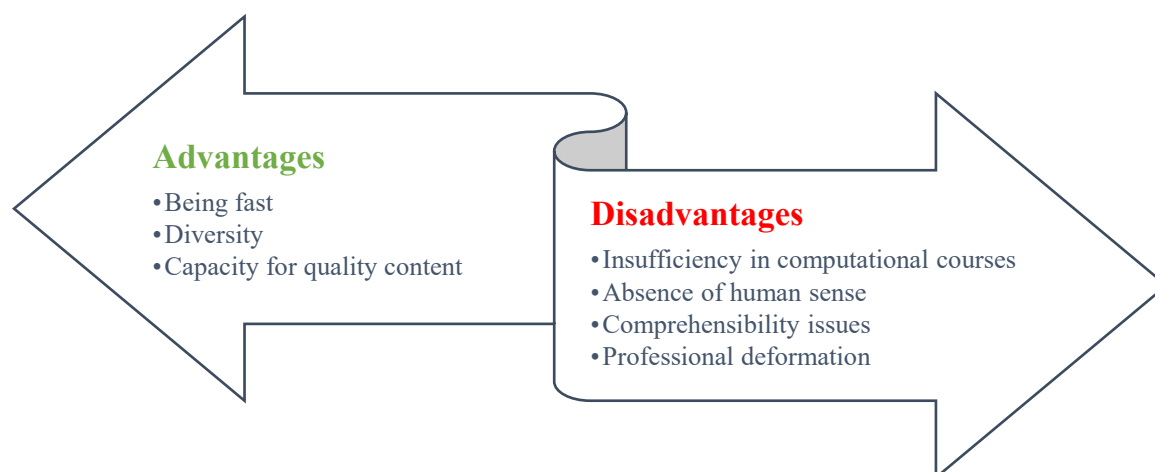 Advantages
•Being fast
•Diversity
•Capacity for quality content
Disadvantages
•Insufficiency in computational courses
•Absence of human sense
•Comprehensibility issues
•Professional deformation